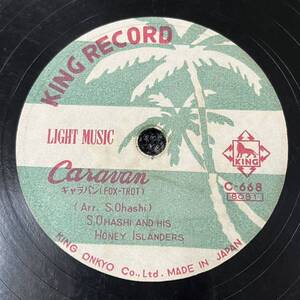 KING RECORD
LIGHT MUSIC
KING
Caravan
キャラバン(FOX-TROT)
C-668
(Arr. S.Ohashi)
S.OHASHI AND HIS
HONEY ISLANDERS
KING ONKYO Co., Ltd. MADE IN JAPAN